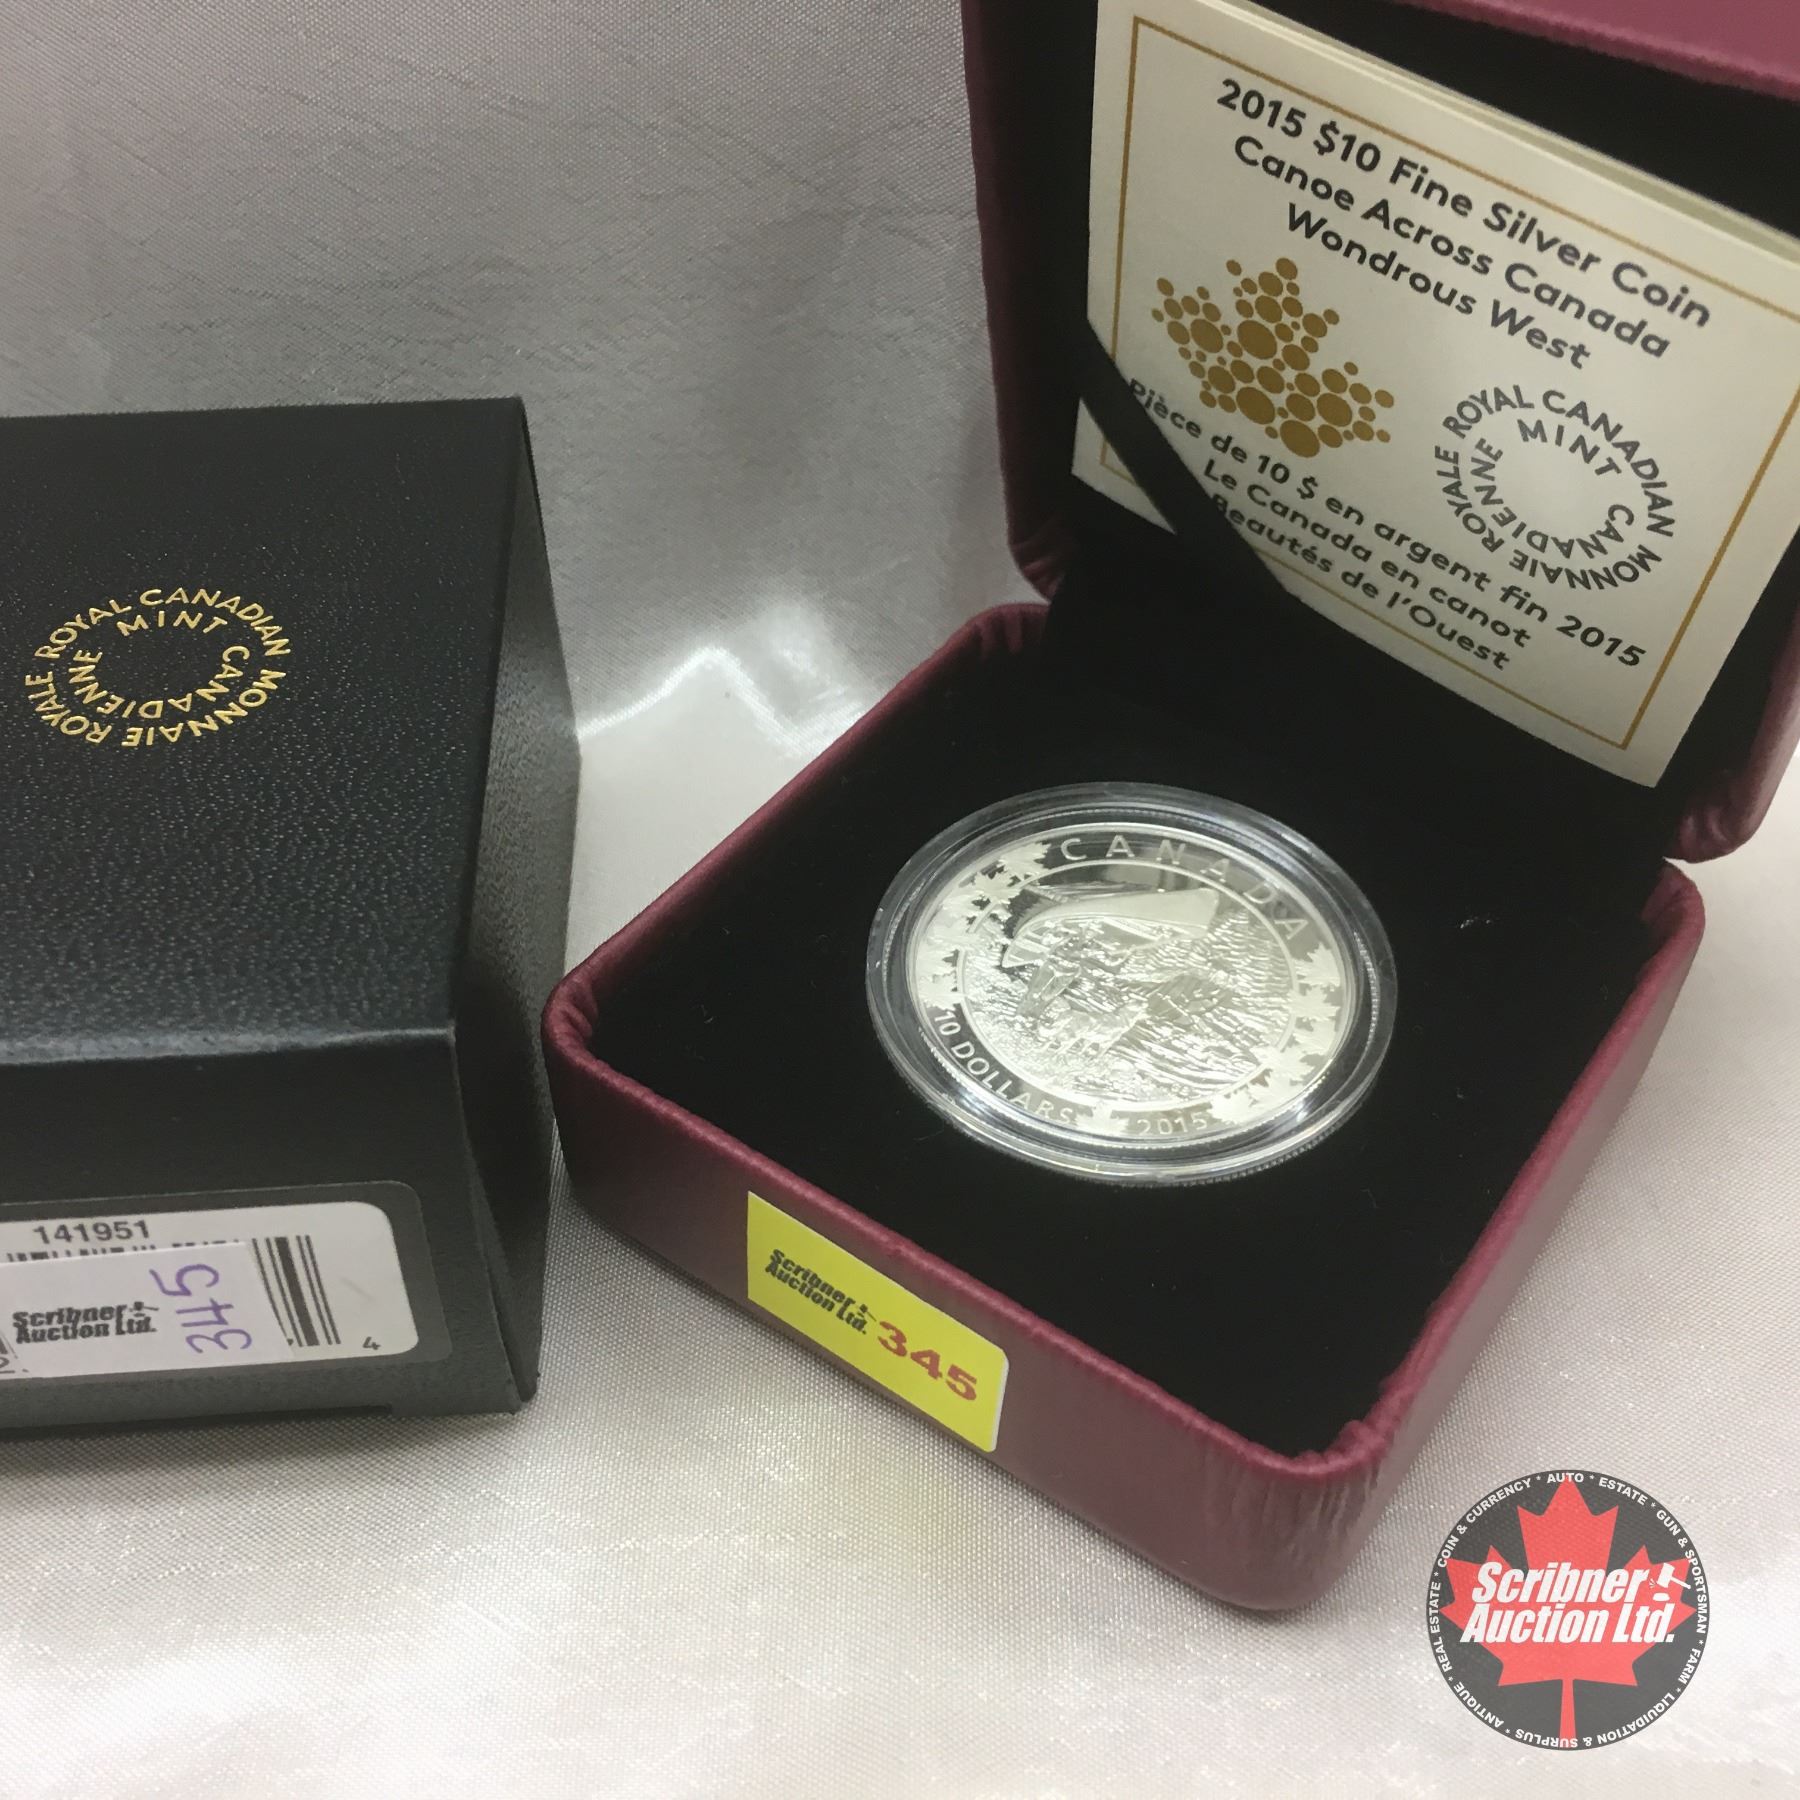 2015 $10 Fine Silver Coin
Canoe Across Canada
Wondrous West
ROYAL CANADIAN MINT
MONNAIE ROYALE CANADIENNE
Pièce de 10 $ en argent fin 2015
Le Canada en canot
Beautés de l'Ouest
ROYAL CANADIAN MINT
MONNAIE ROYALE CANADIENNE
CANADA
10 DOLLARS 2015
141951
Scribner
Auction Ltd.
345
4
Scribner
Auction Ltd.
345
Scribner
Auction Ltd.
ANTIQUE * REAL ESTATE * COIN & CURRENCY * AUTO * ESTATE * GUN & SPORTSMAN * FARM * LIQUIDATION & SURPLUS *